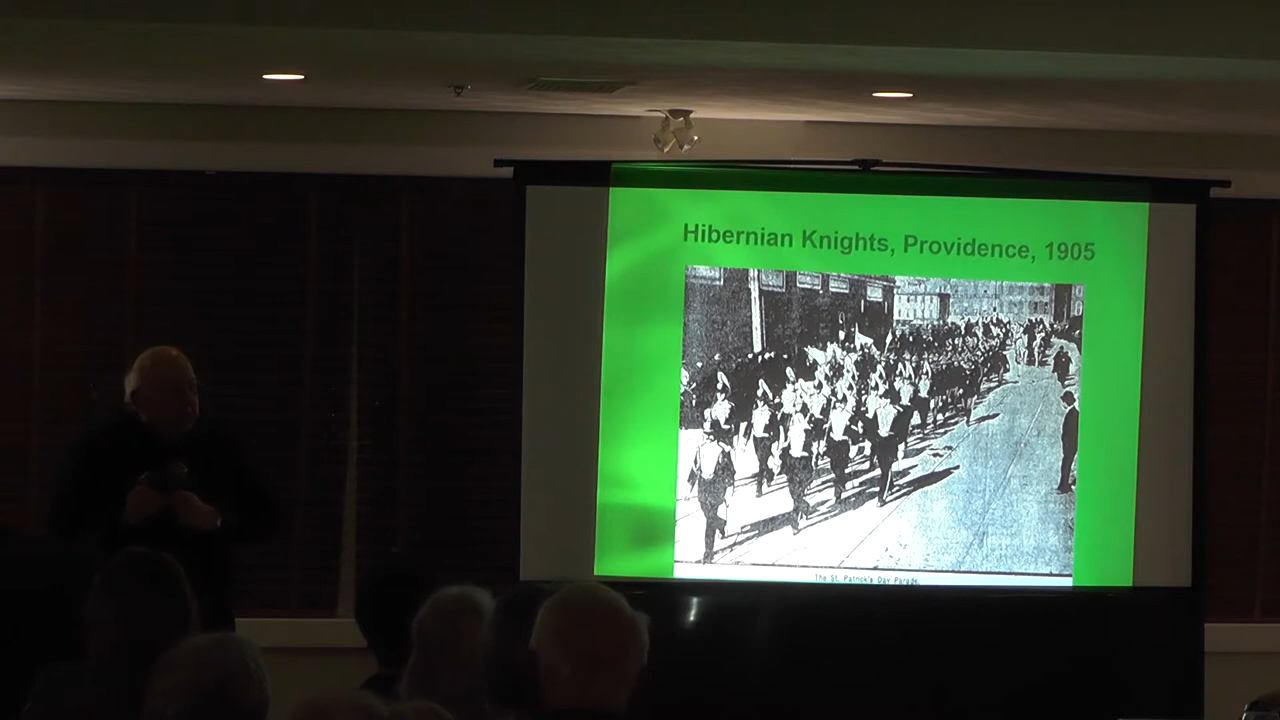 Hibernian Knights, Providence, 1905
The St. Patrick's Day Parade.